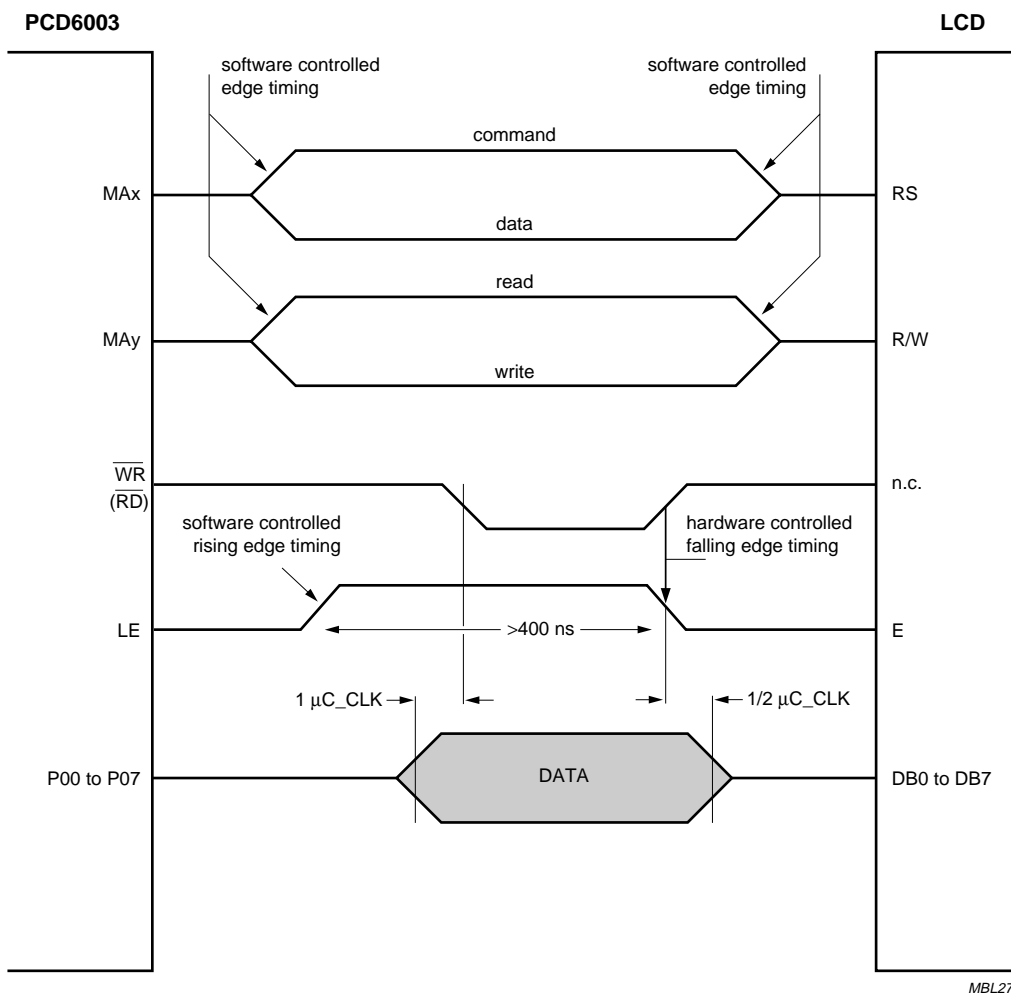 PCD6003
LCD
software controlled
edge timing
software controlled
edge timing
command
MAx
RS
data
read
MAy
R/W
write
WR
(RD)
n.c.
software controlled
rising edge timing
hardware controlled
falling edge timing
LE
>400 ns
E
1 μC_CLK
1/2 μC_CLK
P00 to P07
DATA
DB0 to DB7